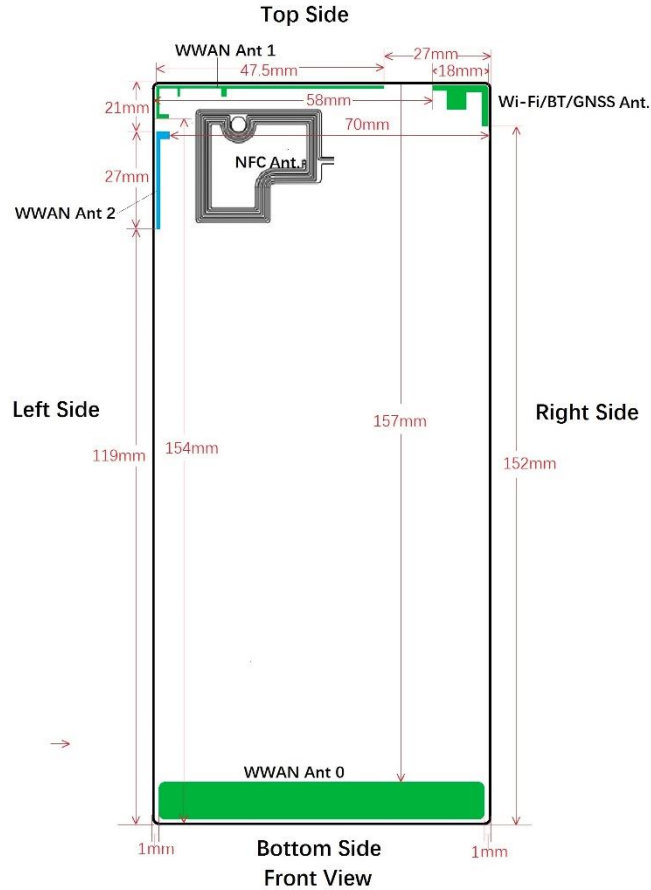 Top Side
27mm
WWAN Ant 1
47.5mm
18mm
58mm
Wi-Fi/BT/GNSS Ant.
21mm
70mm
NFC Ant.
27mm
WWAN Ant 2
Left Side
Right Side
157mm
119mm
154mm
152mm
WWAN Ant 0
1mm
Bottom Side
1mm
Front View